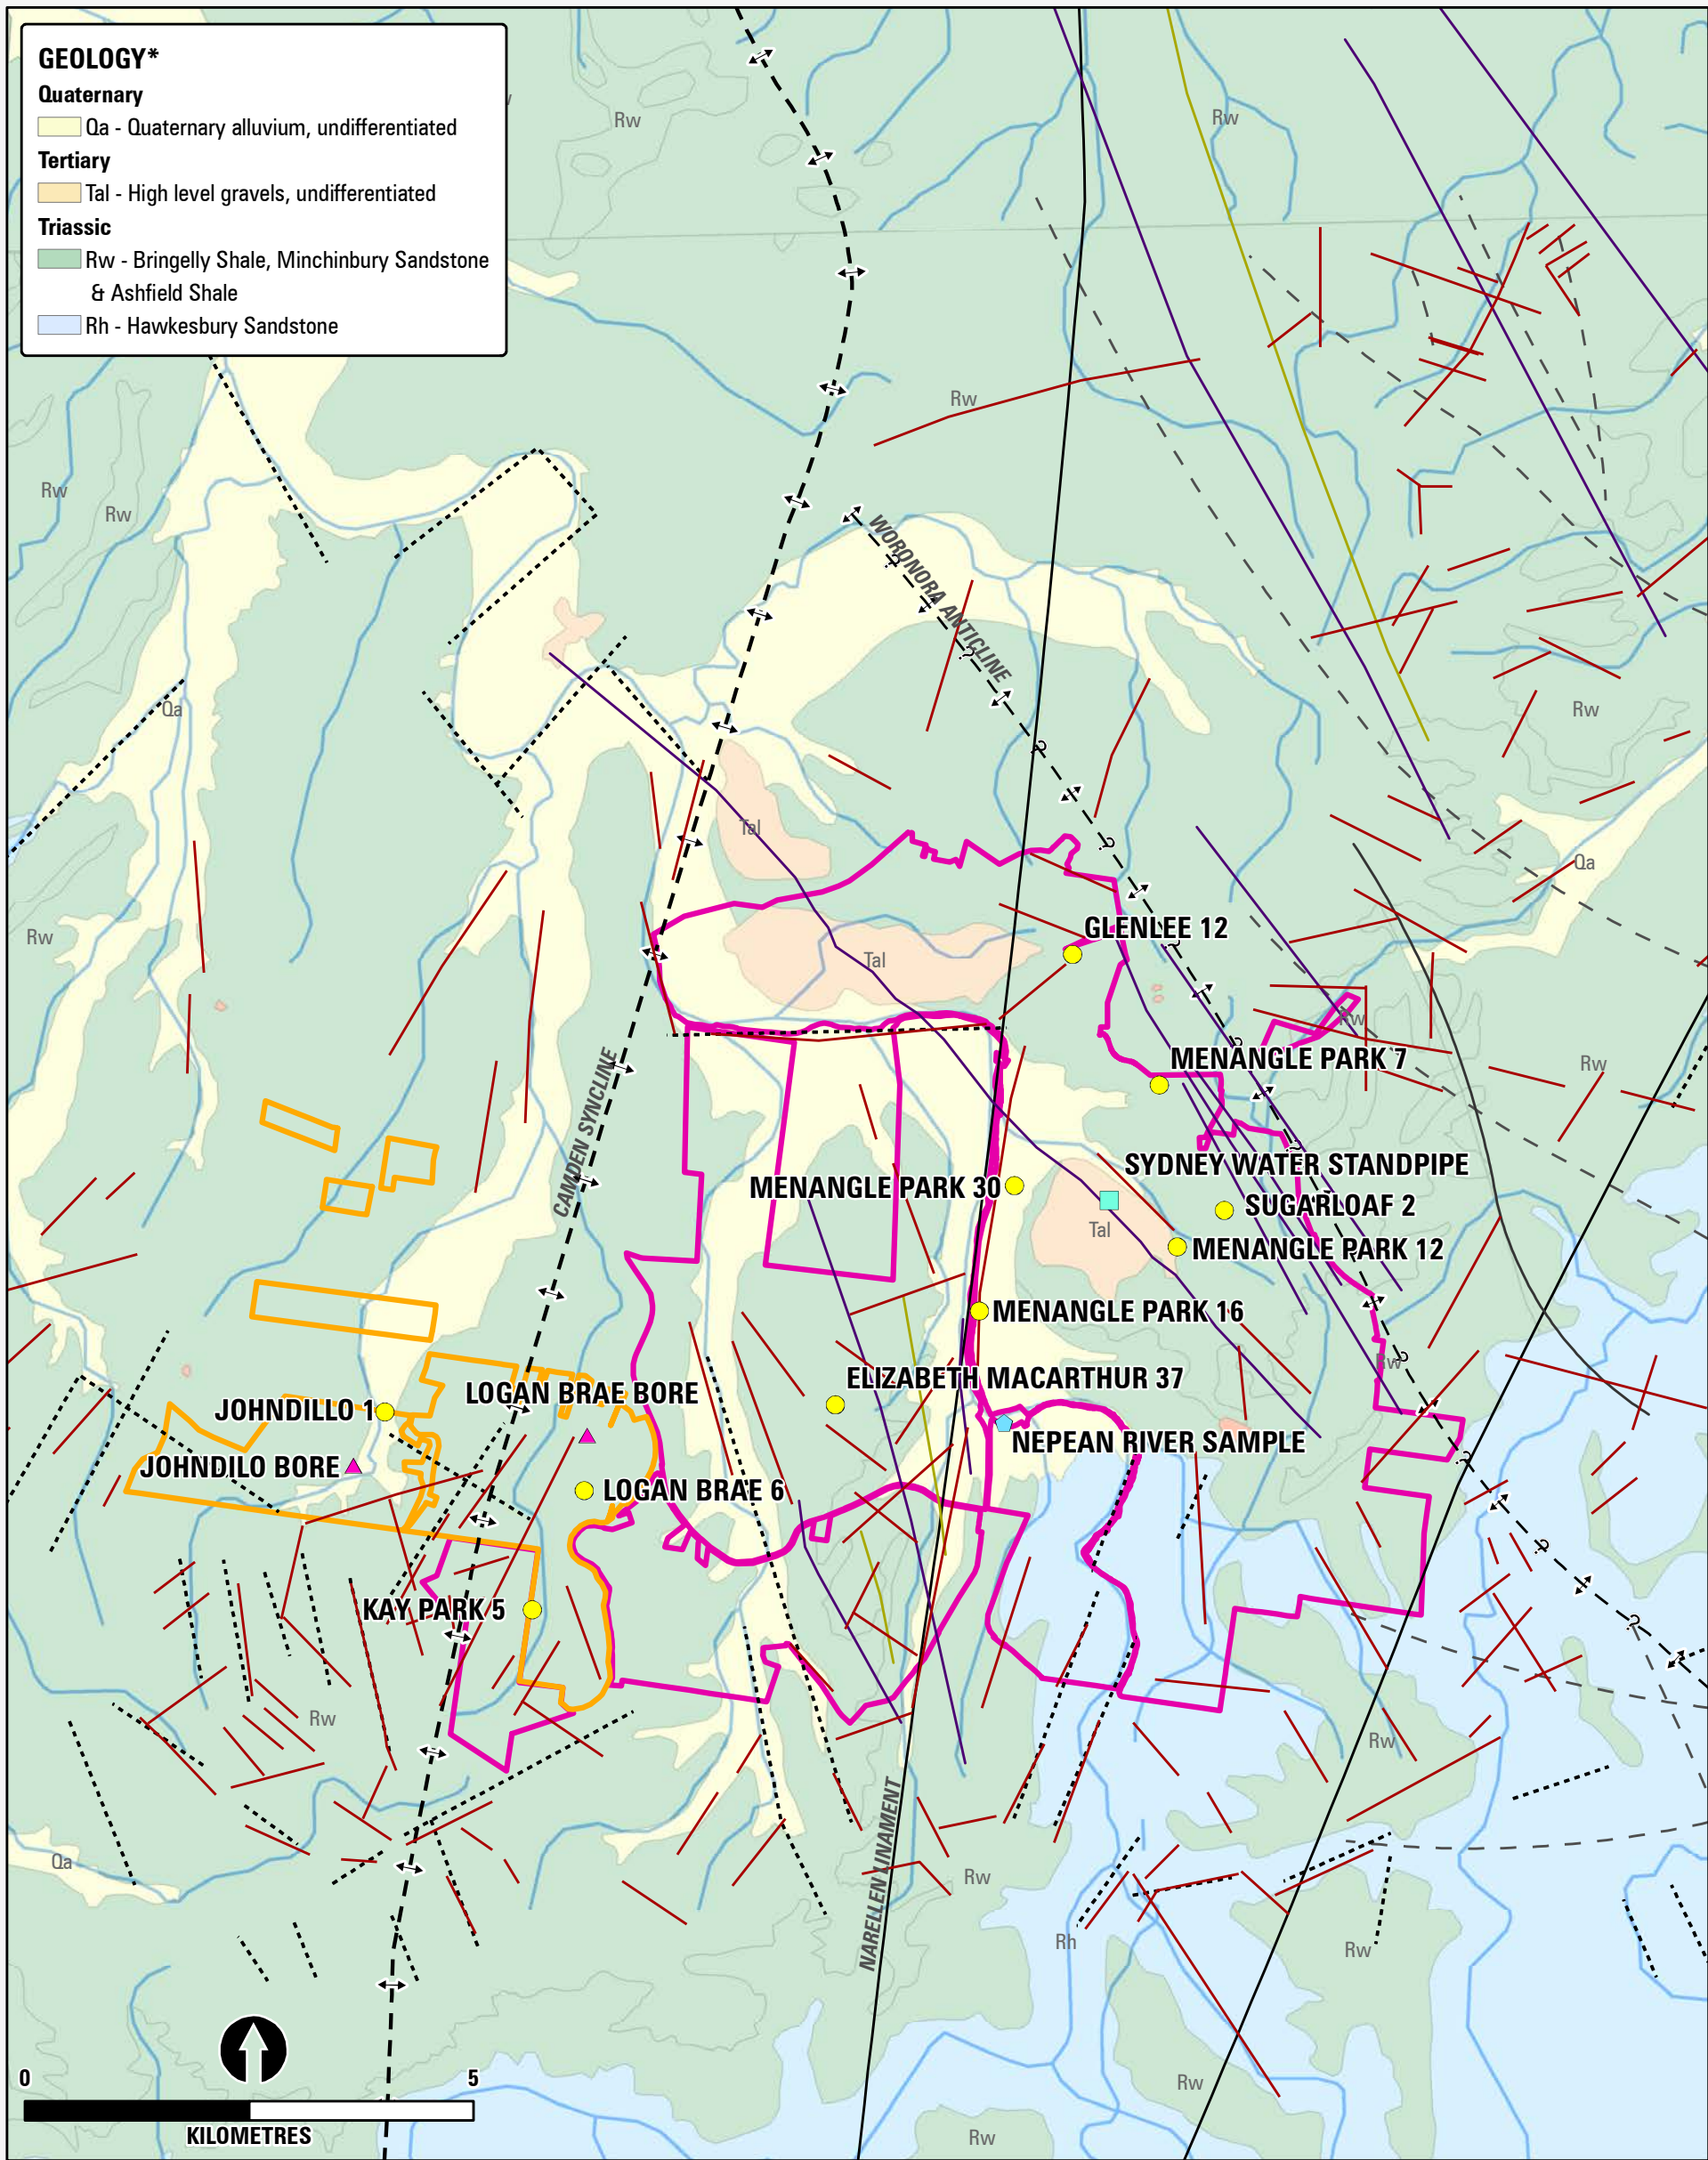 GEOLOGY*
Quaternary
Qa - Quaternary alluvium, undifferentiated
Tertiary
Tal - High level gravels, undifferentiated
Triassic
Rw - Bringelly Shale, Minchinbury Sandstone
& Ashfield Shale
Rh - Hawkesbury Sandstone
Rw
Rw
Rw
Rw
Rw
WORONORA ANTICLINE
?
?
?
?
Qa
Rw
Tal
Qa
Rw
GLENLEE 12
Tal
?
Rw
?
MENANGLE PARK 7
Rw
CAMDEN SYNCLINE
SYDNEY WATER STANDPIPE
MENANGLE PARK 30
SUGARLOAF 2
Tal
MENANGLE PARK 12
?
MENANGLE PARK 16
?
Rw
ELIZABETH MACARTHUR 37
LOGAN BRAE BORE
JOHNDILLO 1
NEPEAN RIVER SAMPLE
?
JOHNDILO BORE
LOGAN BRAE 6
?
KAY PARK 5
?
Rw
Rw
NARELLEN LINAMENT
Qa
Rw
Rh
Rw
Rw
Rw
0 5
KILOMETRES